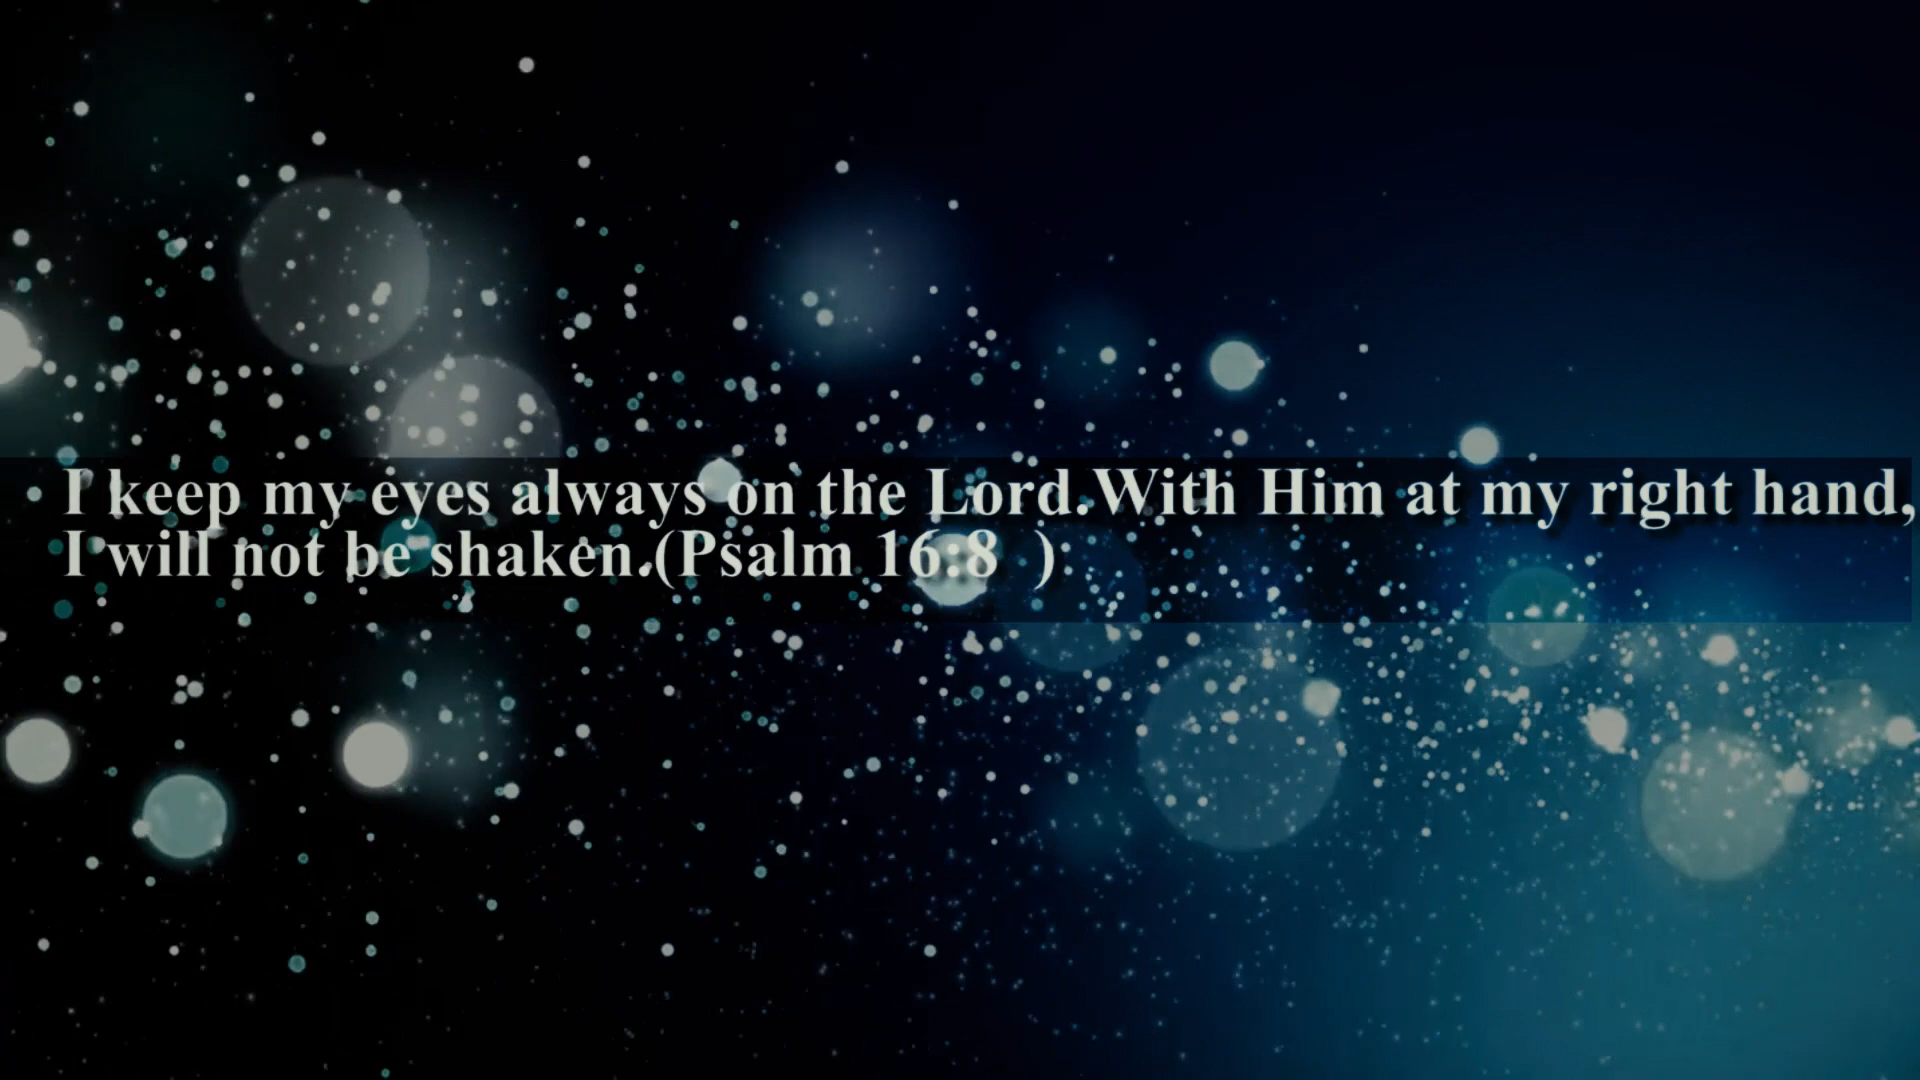 I keep my eyes always on the Lord.With Him at my right hand,
I will not be shaken.(Psalm 16:8  )